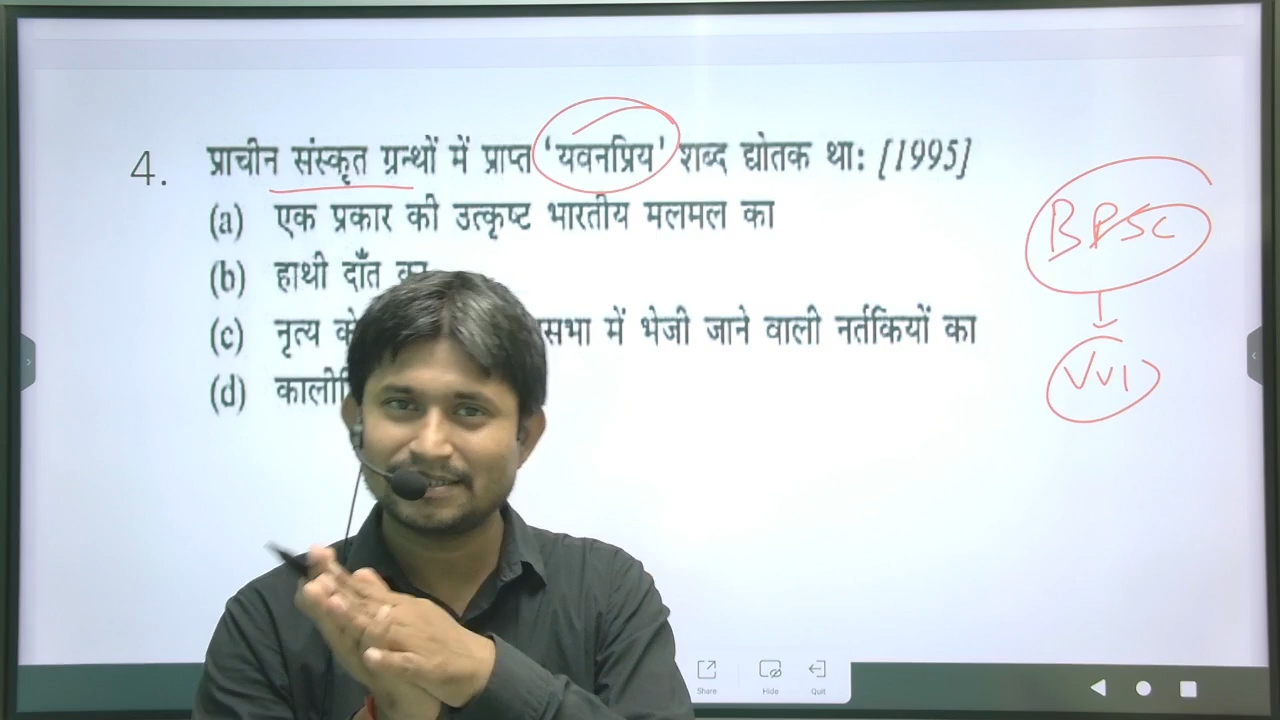 4. प्राचीन संस्कृत ग्रन्थों में प्राप्त ‘यवनप्रिय’ शब्द द्योतक था: [1995]
(a) एक प्रकार की उत्कृष्ट भारतीय मलमल का
(b) हाथी दाँत का
(c) नृत्य सभा में भेजी जाने वाली नर्तकियों का
(d)
BPSC
VVI
Share Hide Quit